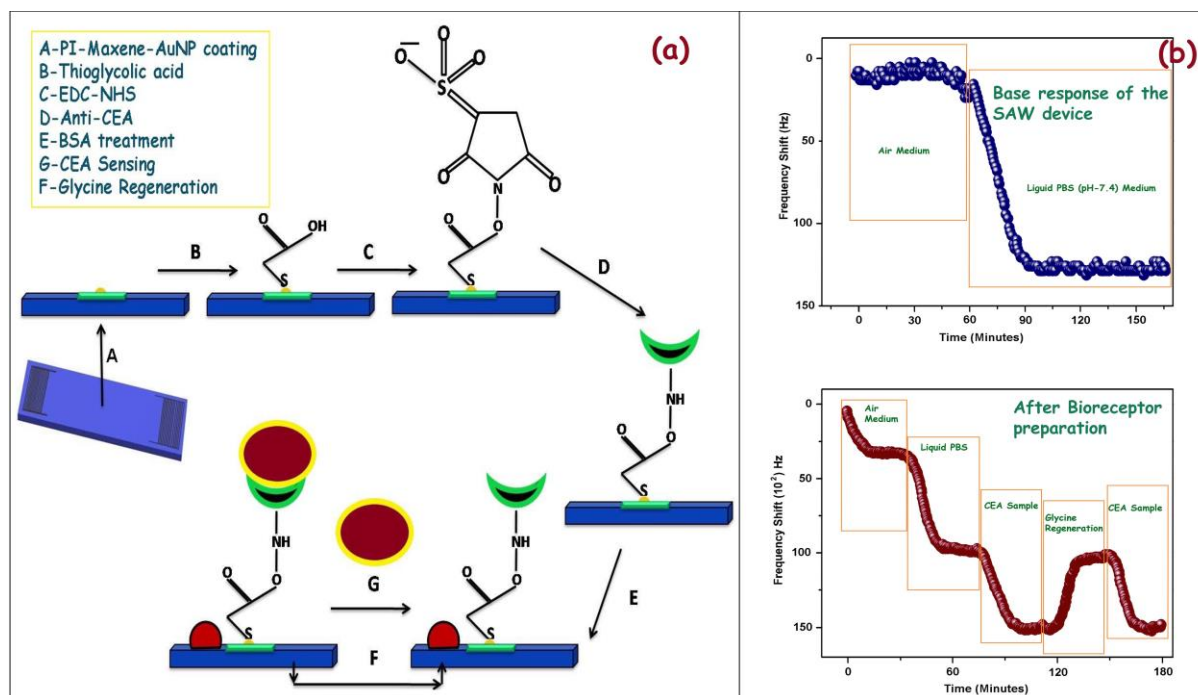 (a)
A-PI-Maxene-AuNP coating
B-Thioglycolic acid
C-EDC-NHS
D-Anti-CEA
E-BSA treatment
G-CEA Sensing
F-Glycine Regeneration
O
O
O
S
O
N
O
O
O
S
B
O
OH
S
C
D
A
NH
O
O
S
E
NH
O
O
S
G
F
NH
O
O
S
(b)
Base response of the
SAW device
Air Medium
Liguid PBS (pH-7.4) Medium
Frequency Shift (Hz)
0
50
100
150
0 30 60 90 120 150
Time (Minutes)
After Bioreceptor
preparation
Air
Medium
Liquid PBS
CEA Sample
Glycine
Regeneration
CEA Sample
Frequency Shift (10²) Hz
0
50
100
150
0 60 120 180
Time (Minutes)